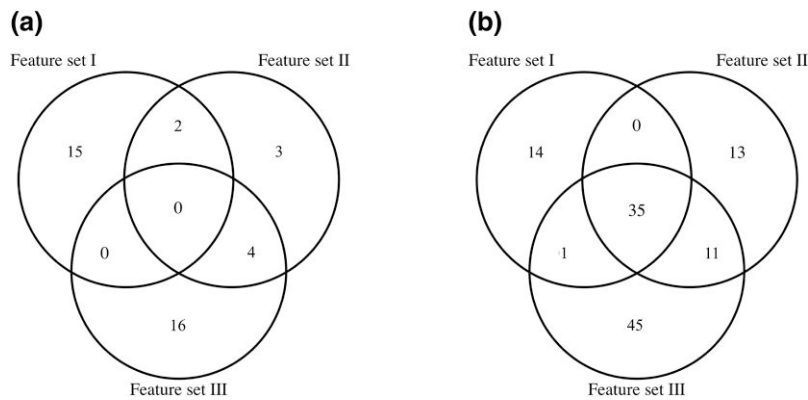 (a)
Feature set I
Feature set II
15
2
3
0
0
4
16
Feature set III
(b)
Feature set I
Feature set II
14
0
13
35
1
11
45
Feature set III